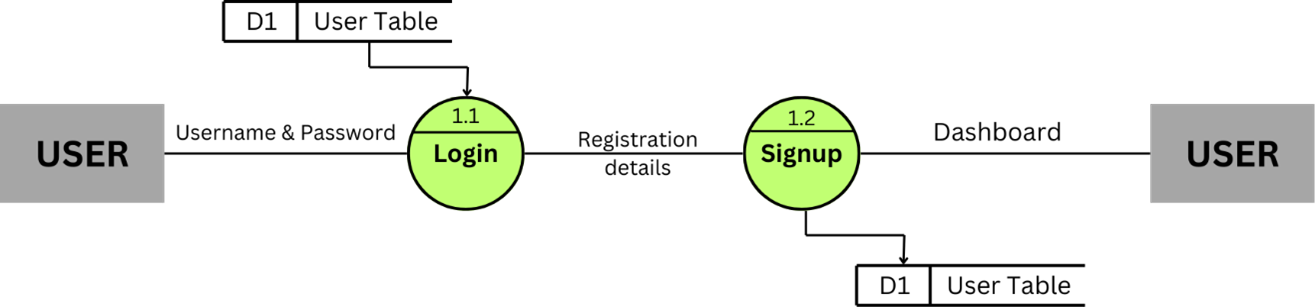 D1 User Table
USER
Username & Password
1.1
Login
Registration
details
1.2
Signup
Dashboard
USER
D1 User Table